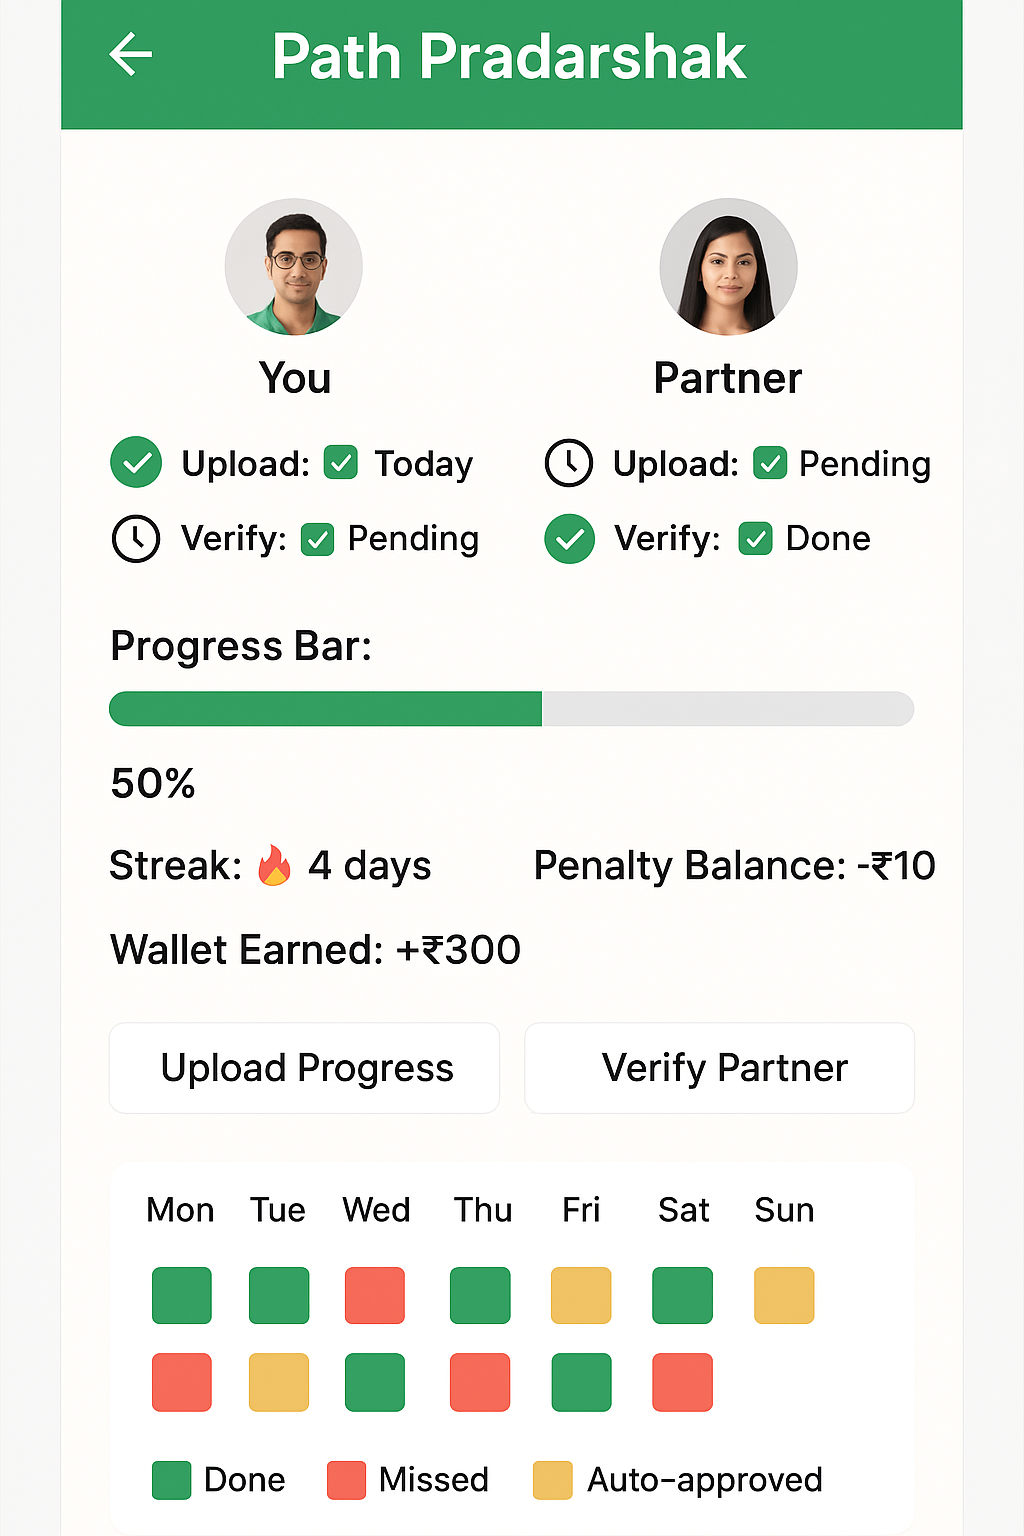 Path Pradarshak
You Partner
Upload: ✅ Today Upload: ✅ Pending
Verify: ✅ Pending Verify: ✅ Done
Progress Bar:
50%
Streak: 🔥 4 days Penalty Balance: -₹10
Wallet Earned: +₹300
Upload Progress Verify Partner
Mon Tue Wed Thu Fri Sat Sun
Done Missed Auto-approved